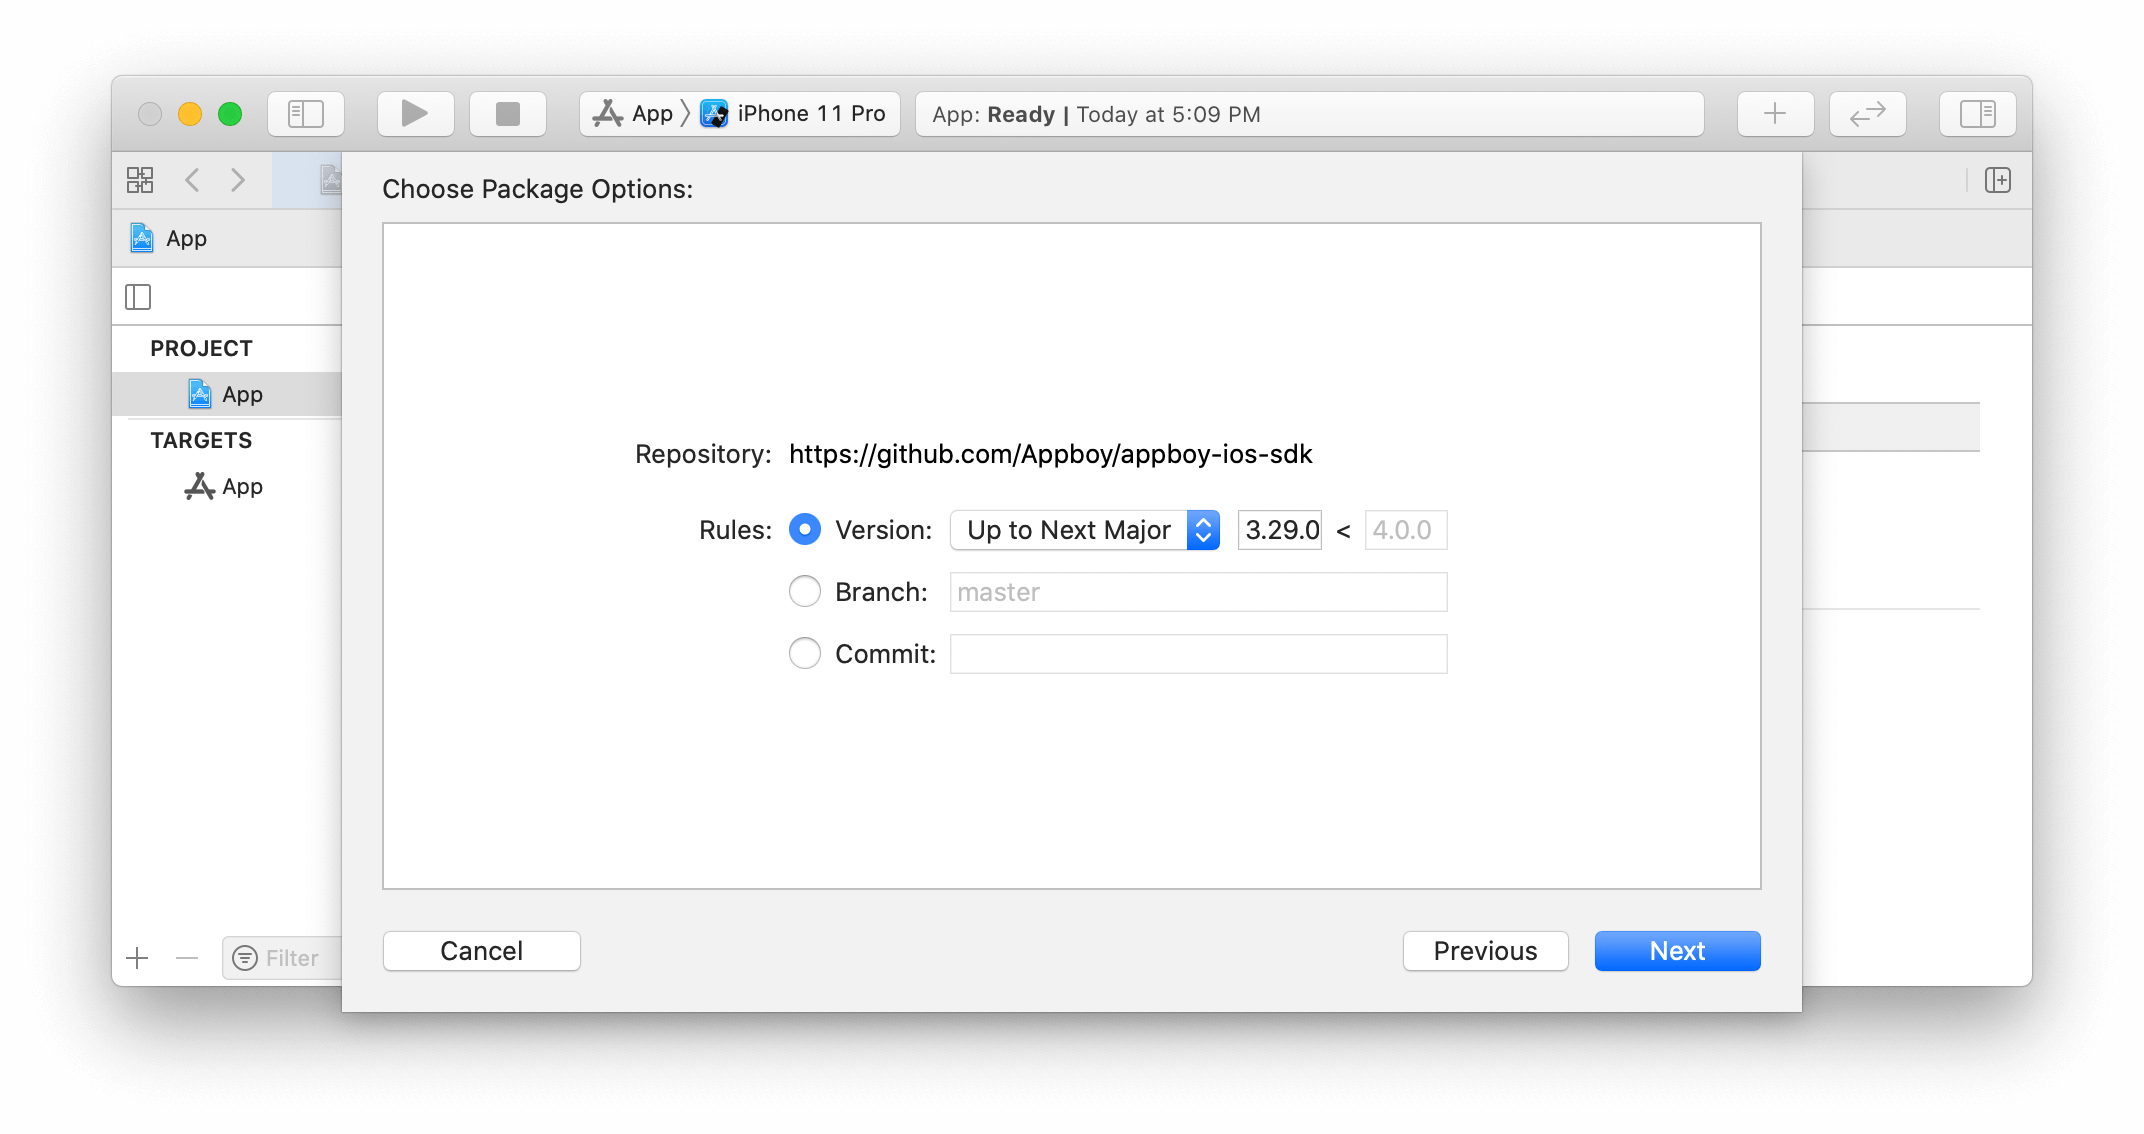 App 〉 iPhone 11 Pro
App: Ready | Today at 5:09 PM
Choose Package Options:
App
PROJECT
App
TARGETS
App
Repository: https://github.com/Appboy/appboy-ios-sdk
Rules: Version: Up to Next Major 3.29.0 < 4.0.0
Branch: master
Commit:
Filter
Cancel Previous Next